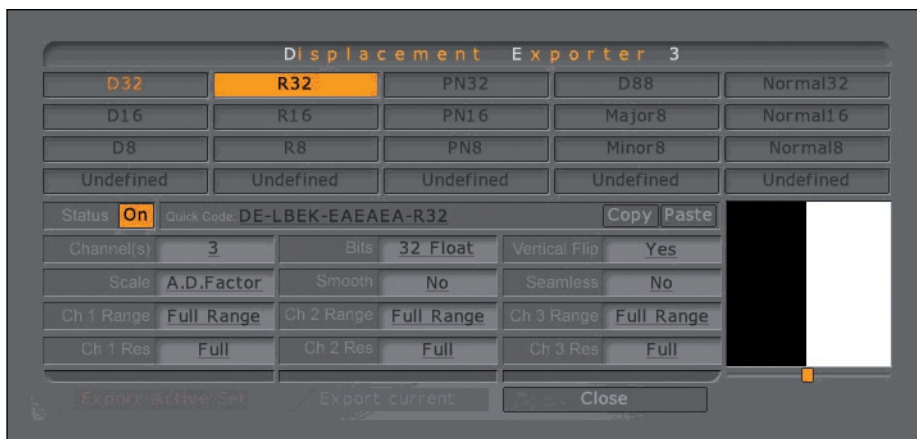 Displacement Exporter 3
D32 R32 PN32 D88 Normal32
D16 R16 PN16 Major8 Normal16
D8 R8 PN8 Minor8 Normal8
Undefined Undefined Undefined Undefined Undefined
Status On Quick Code: DE-LBEK-EAEAEA-R32 Copy Paste
Channel(s) 3 Bits 32 Float Vertical Flip Yes
Scale A.D.Factor Smooth No Seamless No
Ch 1 Range Full Range Ch 2 Range Full Range Ch 3 Range Full Range
Ch 1 Res Full Ch 2 Res Full Ch 3 Res Full
Export Active Set Export current Close